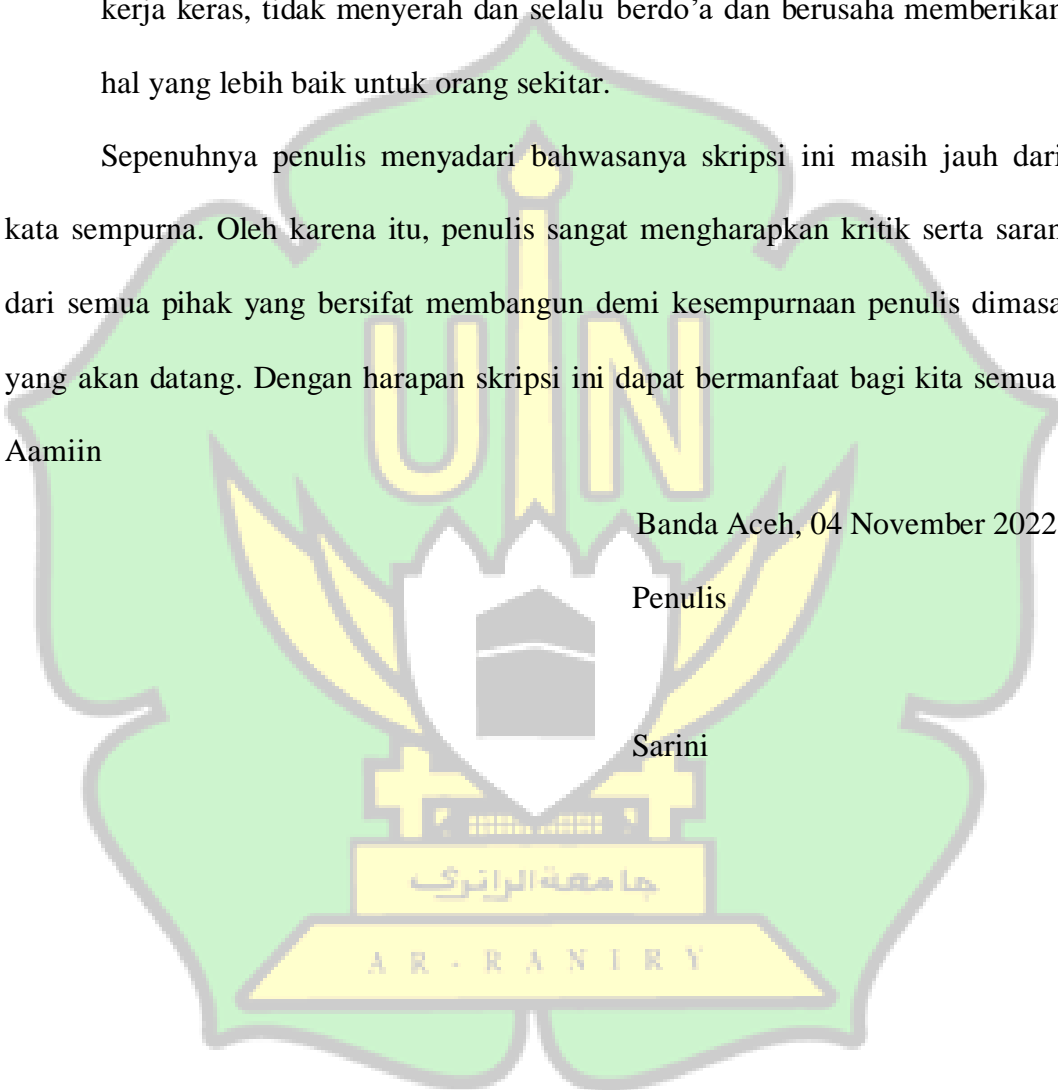 kerja keras, tidak menyerah dan selalu berdo’a dan berusaha memberikan
hal yang lebih baik untuk orang sekitar.
Sepenuhnya penulis menyadari bahwasanya skripsi ini masih jauh dari
kata sempurna. Oleh karena itu, penulis sangat mengharapkan kritik serta saran
dari semua pihak yang bersifat membangun demi kesempurnaan penulis dimasa
yang akan datang. Dengan harapan skripsi ini dapat bermanfaat bagi kita semua
Aamiin
UIN
Banda Aceh, 04 November 2022
Penulis
Sarini
جامعة الرانري
AR - RANIRY